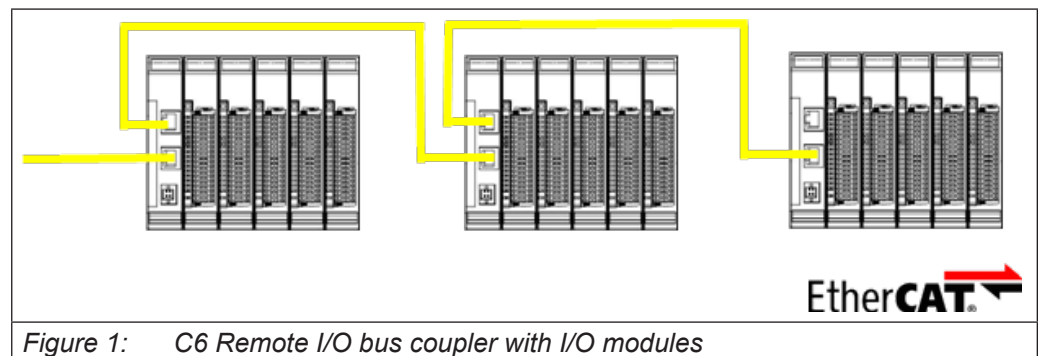 EtherCAT®
Figure 1: C6 Remote I/O bus coupler with I/O modules